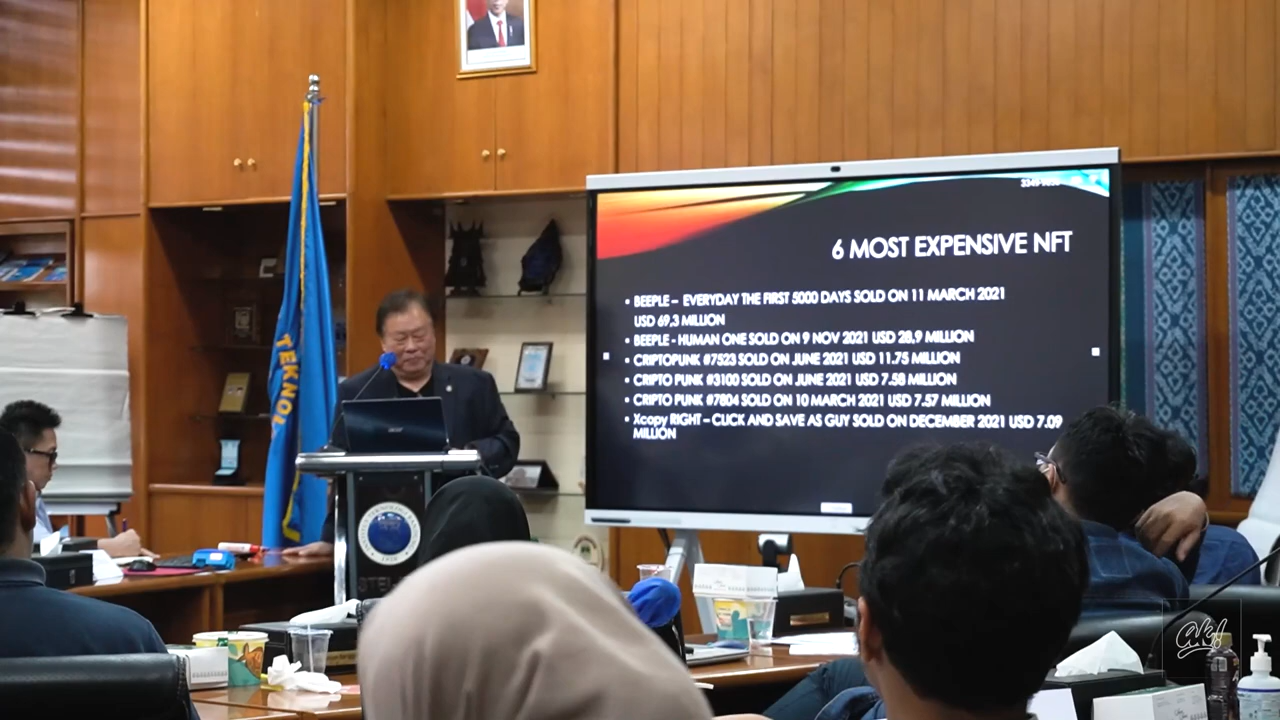 6 MOST EXPENSIVE NFT
• BEEPLE – EVERYDAY THE FIRST 5000 DAYS SOLD ON 11 MARCH 2021
USD 69,3 MILLION
• BEEPLE - HUMAN ONE SOLD ON 9 NOV 2021 USD 28.9 MILLION
• CRIPTOPUNK #7523 SOLD ON JUNE 2021 USD 11.75 MILLION
• CRIPTO PUNK #3100 SOLD ON JUNE 2021 USD 7.58 MILLION
• CRIPTO PUNK #7804 SOLD ON 10 MARCH 2021 USD 7.57 MILLION
• Xcopy RIGHT – CLICK AND SAVE AS GUY SOLD ON DECEMBER 2021 USD 7.09
MILLION
TEKNOL